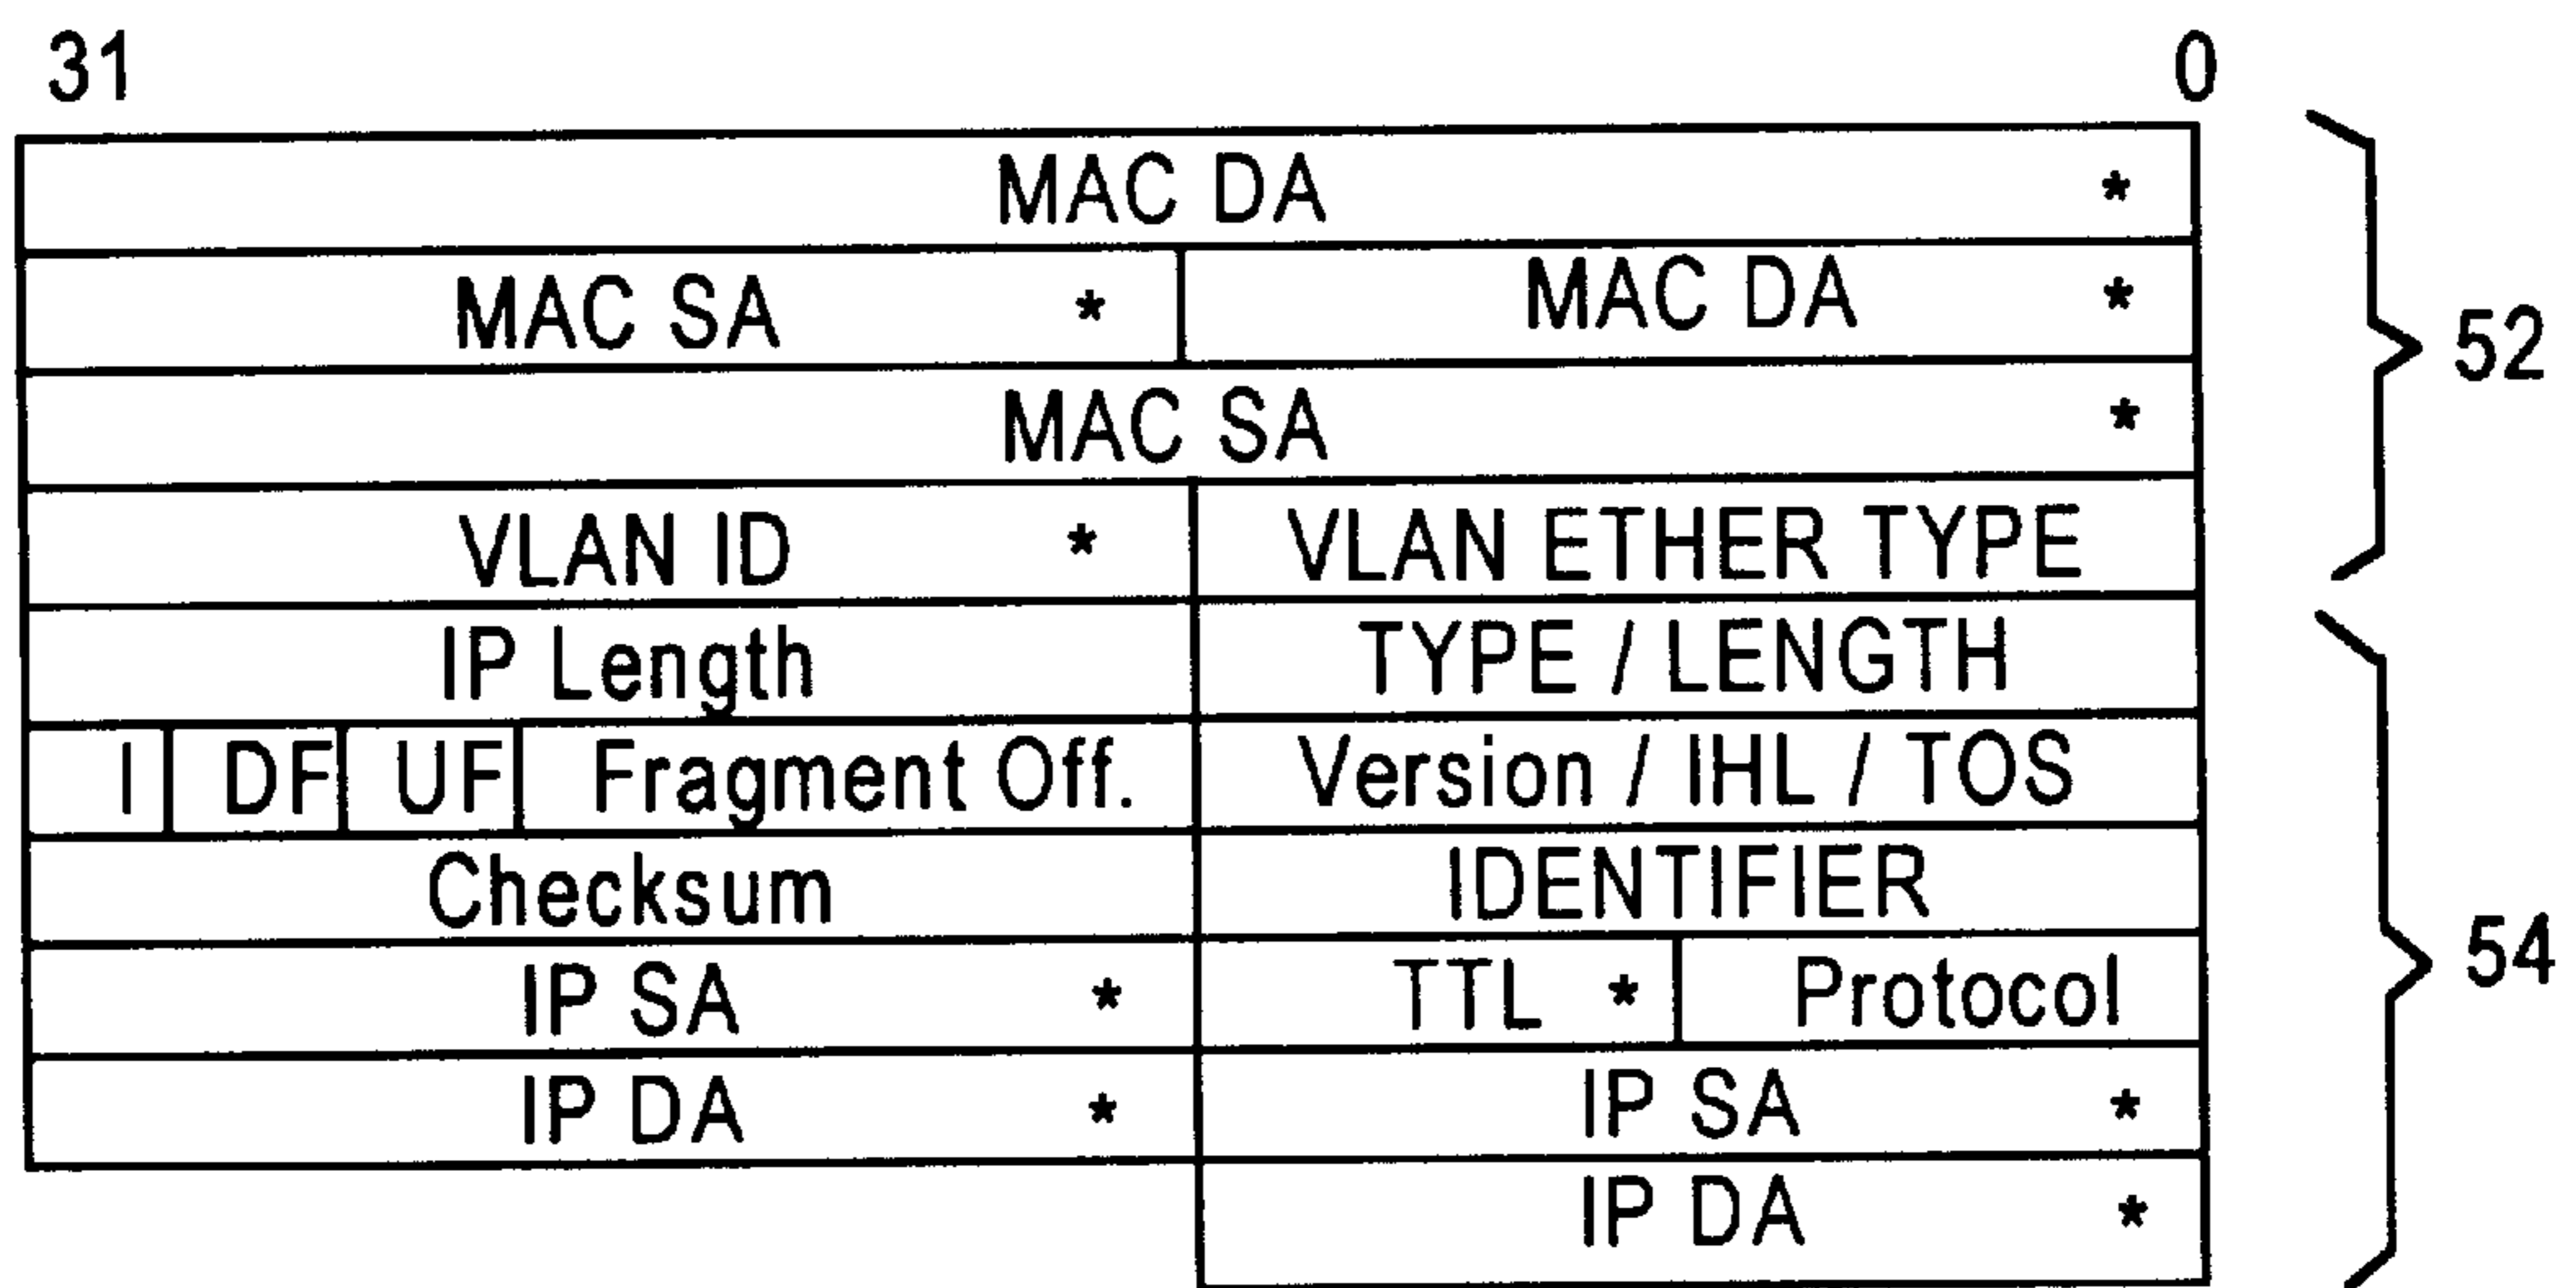 31 0
MAC DA *
MAC SA * MAC DA *
MAC SA *
VLAN ID * VLAN ETHER TYPE
52
IP Length TYPE / LENGTH
I DF UF Fragment Off. Version / IHL / TOS
Checksum IDENTIFIER
IP SA * TTL * Protocol
54
IP DA * IP SA *
IP DA *